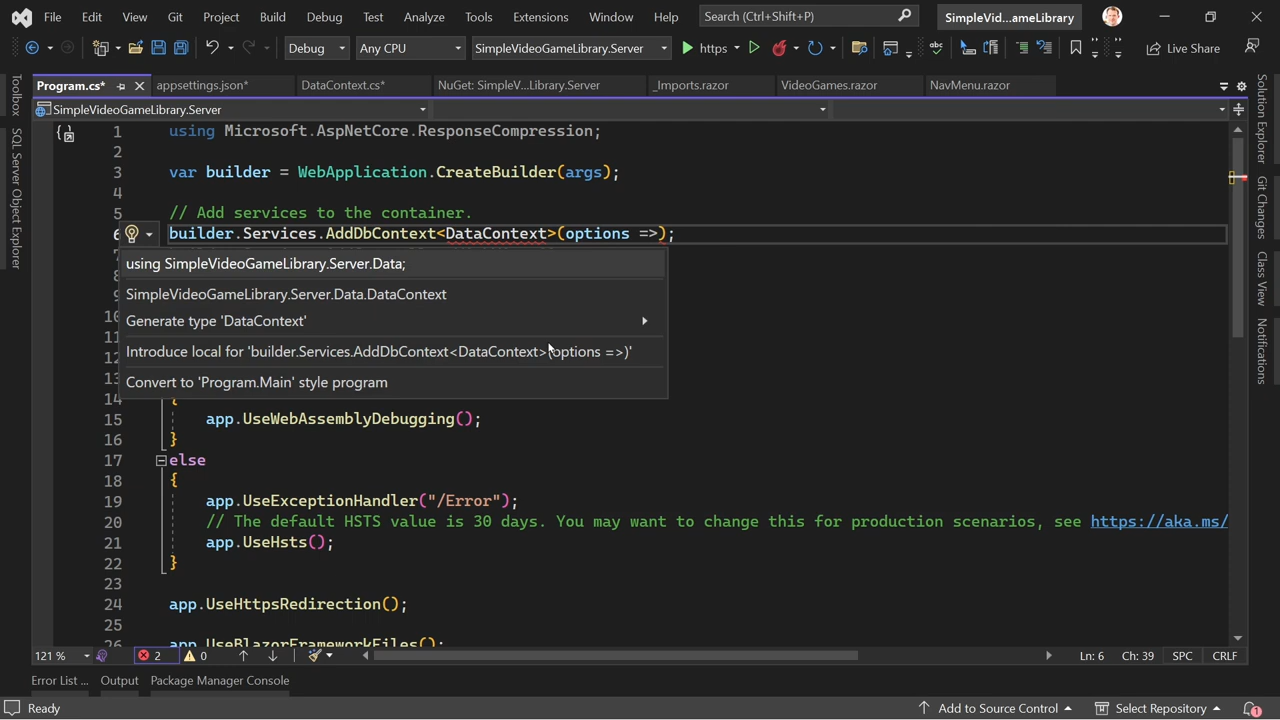 File Edit View Git Project Build Debug Test Analyze Tools Extensions Window Help Search (Ctrl+Shift+P) SimpleVid...ameLibrary
Debug Any CPU SimpleVideoGameLibrary.Server https Live Share
Program.cs* appsettings.json* DataContext.cs* NuGet: SimpleV...Library.Server _Imports.razor VideoGames.razor NavMenu.razor
SimpleVideoGameLibrary.Server
Toolbox
SQL Server Object Explorer
1 using Microsoft.AspNetCore.ResponseCompression;
2
3 var builder = WebApplication.CreateBuilder(args);
4
5 // Add services to the container.
6 builder.Services.AddDbContext<DataContext>(options =>);
using SimpleVideoGameLibrary.Server.Data;
SimpleVideoGameLibrary.Server.Data.DataContext
Generate type 'DataContext'
Introduce local for 'builder.Services.AddDbContext<DataContext>(options =>)'
Convert to 'Program.Main' style program
14 {
15 app.UseWebAssemblyDebugging();
16 }
17 else
18 {
19 app.UseExceptionHandler("/Error");
20 // The default HSTS value is 30 days. You may want to change this for production scenarios, see https://aka.ms/
21 app.UseHsts();
22 }
23
24 app.UseHttpsRedirection();
25
26 app.UseBlazorFrameworkFiles();
Solution Explorer
Git Changes
Class View
Notifications
121 % 2 0 Ln: 6 Ch: 39 SPC CRLF
Error List ... Output Package Manager Console
Ready Add to Source Control Select Repository 1